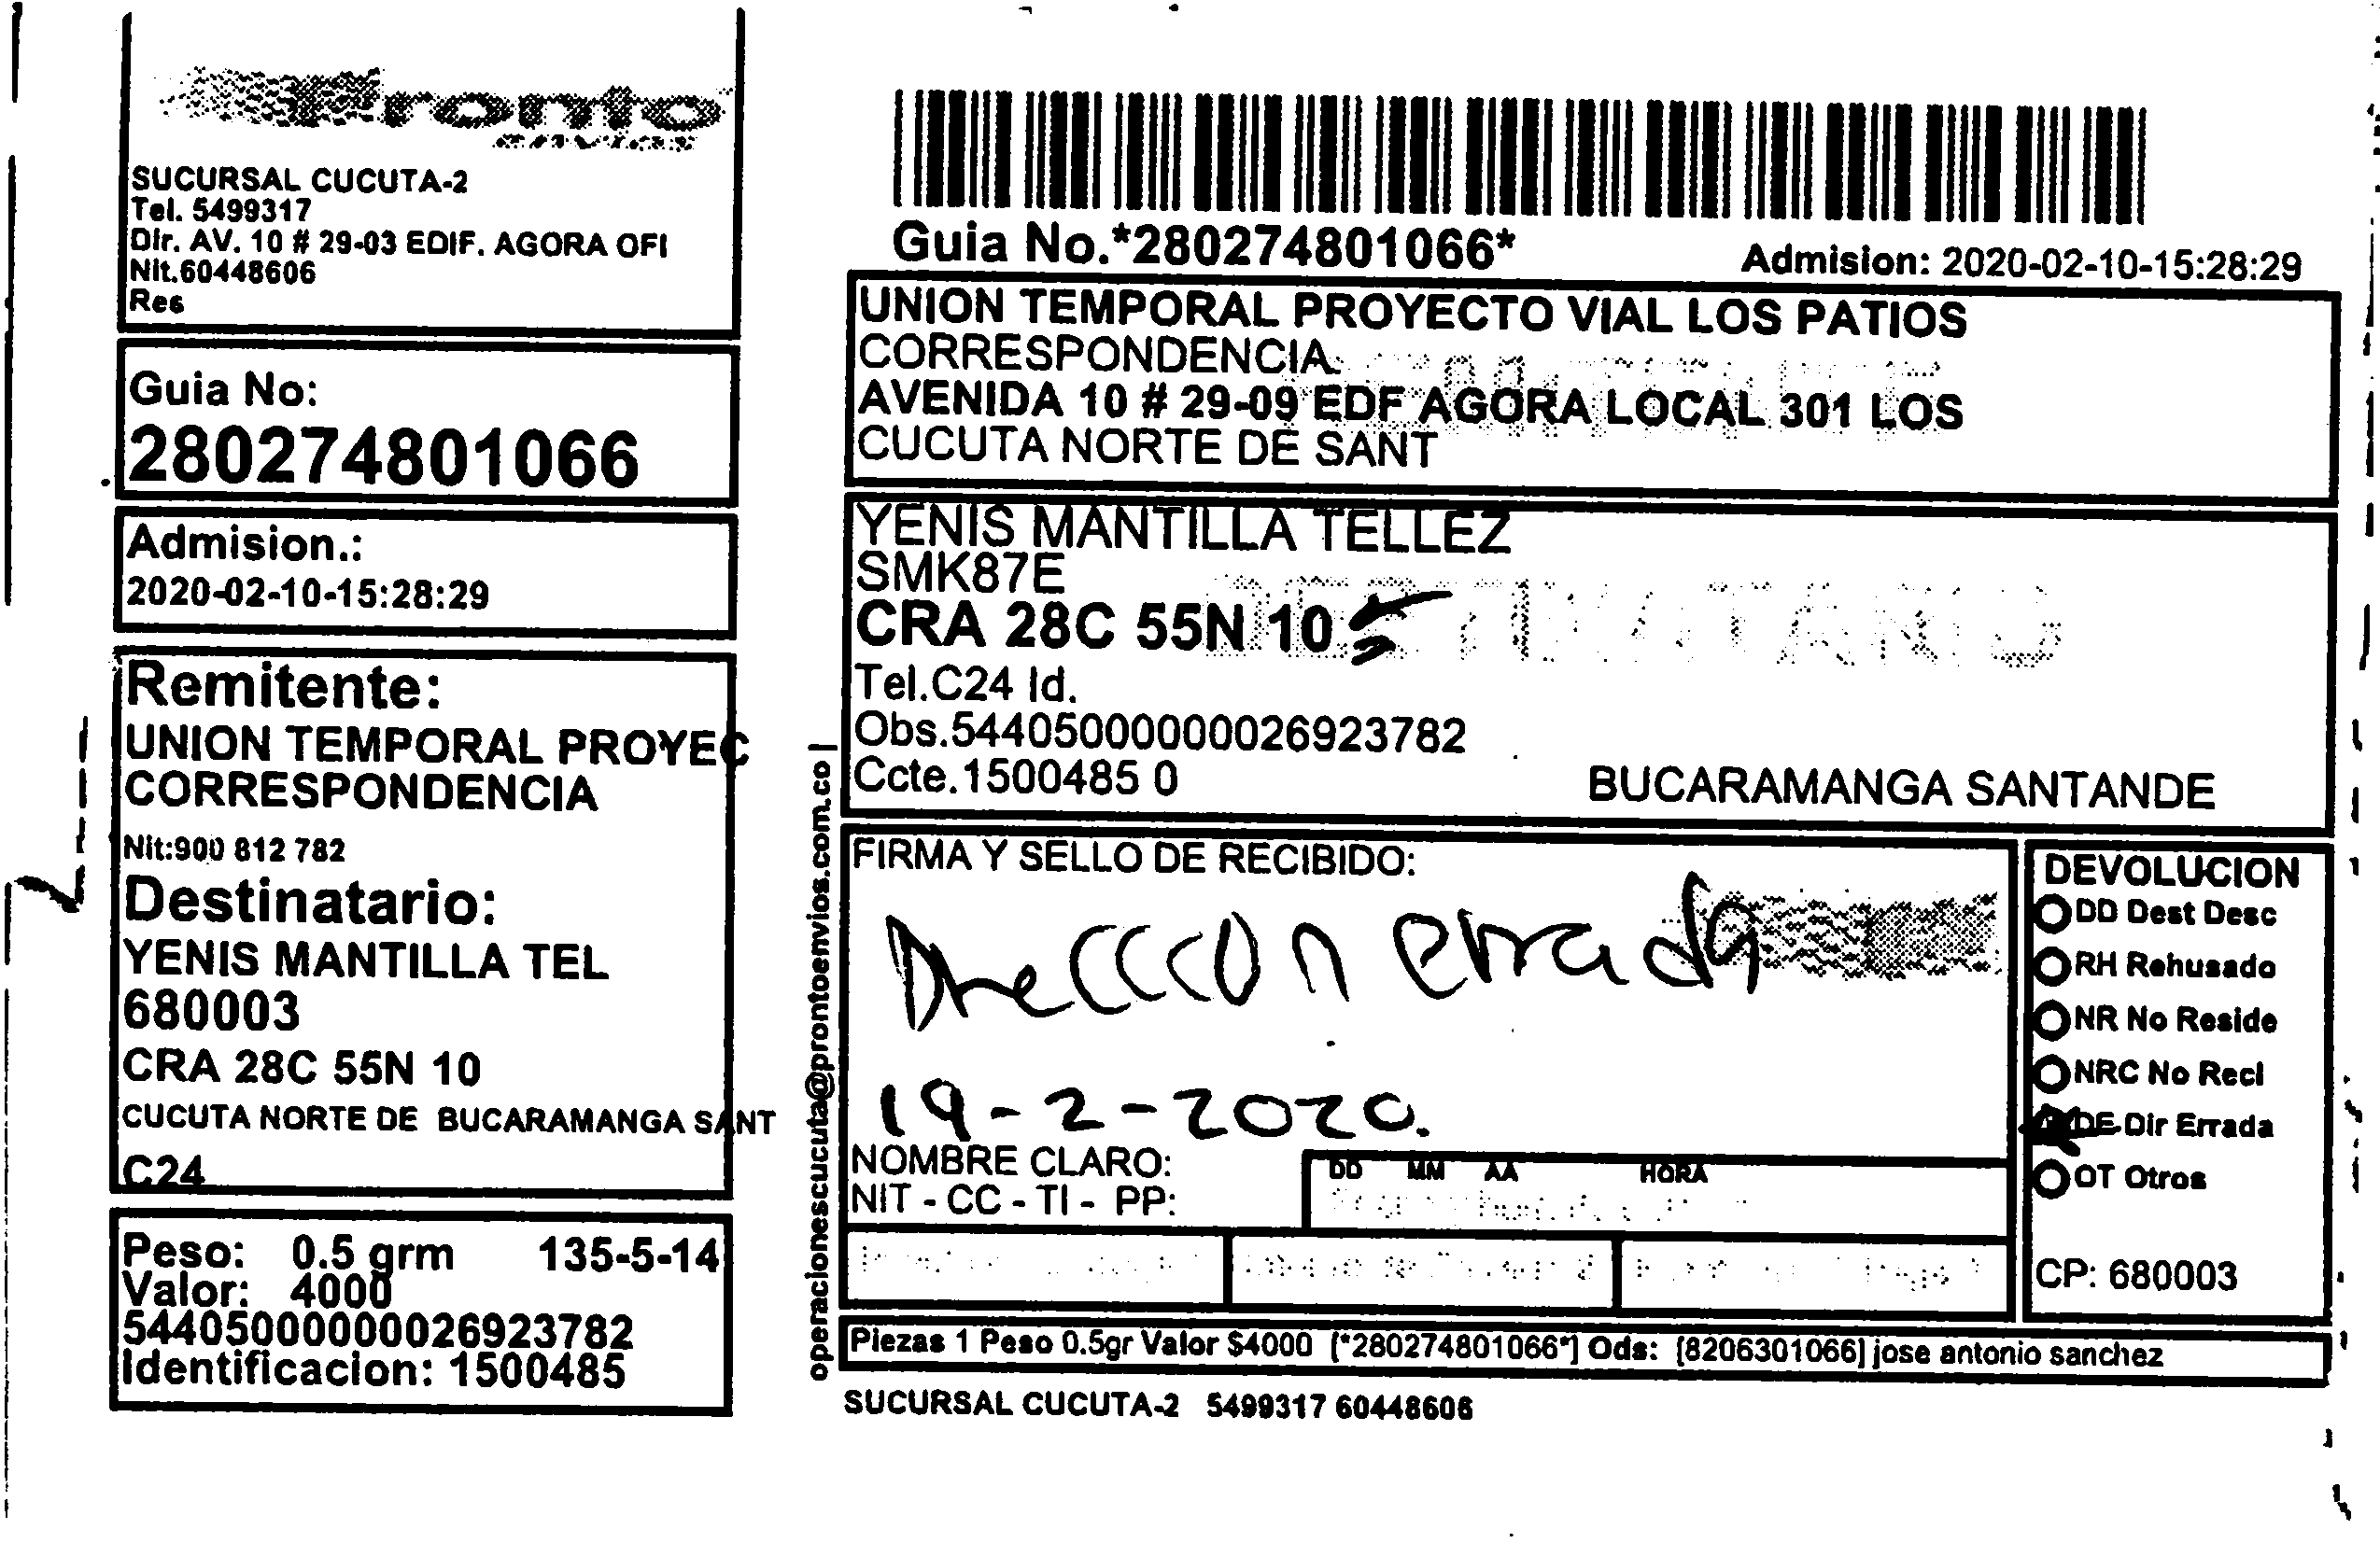 Pronto
SUCURSAL CUCUTA-2
Tel. 5499317
Dir. AV. 10 # 29-03 EDIF. AGORA OFI
Nit.60448606
Res
Guia No:
280274801066
Admision.:
2020-02-10-15:28:29
Remitente:
UNION TEMPORAL PROYEC
CORRESPONDENCIA
Nit:900 812 782
Destinatario:
YENIS MANTILLA TEL
680003
CRA 28C 55N 10
CUCUTA NORTE DE BUCARAMANGA SANT
C24
Peso: 0.5 grm 135-5-14
Valor: 4000
544050000000026923782
Identificacion: 1500485
operacionescucuta@prontoenvios.com.co |
Guia No.*280274801066*
Admision: 2020-02-10-15:28:29
UNION TEMPORAL PROYECTO VIAL LOS PATIOS
CORRESPONDENCIA
AVENIDA 10 # 29-09 EDF AGORA LOCAL 301 LOS
CUCUTA NORTE DE SANT
YENIS MANTILLA TELLEZ
SMK87E
CRA 28C 55N 10
DESTINATARIO
Tel.C24 Id.
Obs.544050000000026923782
Ccte.1500485 0
BUCARAMANGA SANTANDE
FIRMA Y SELLO DE RECIBIDO:
Direccion errada
19-2-2020.
NOMBRE CLARO:
NIT - CC - TI - PP:
DD MM AA HORA
DEVOLUCION
DD Dest Desc
RH Rehusado
NR No Reside
NRC No Recl
DE Dir Errada
OT Otros
CP: 680003
Piezas 1 Peso 0.5gr Valor $4000 [*280274801066*] Ods: [8206301066] jose antonio sanchez
SUCURSAL CUCUTA-2 5499317 60448606